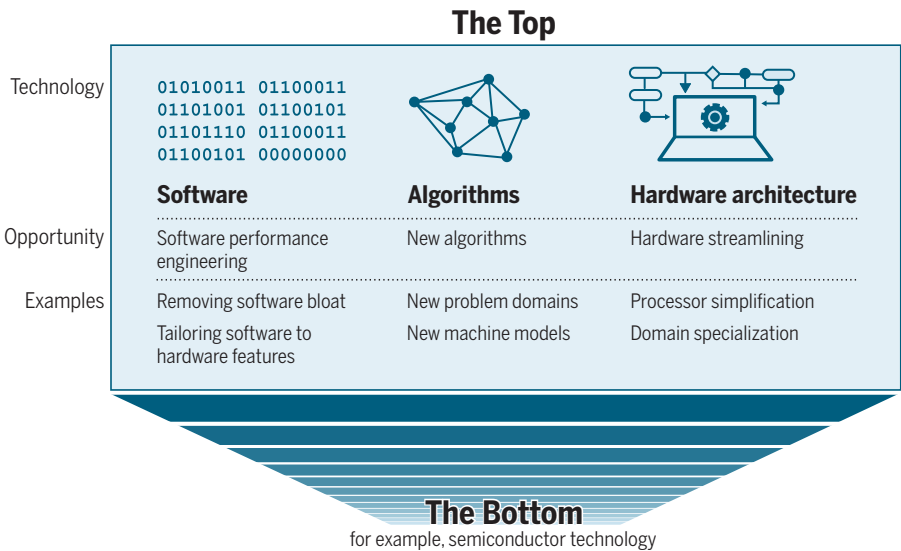 The Top
Technology
01010011 01100011
01101001 01100101
01101110 01100011
01100101 00000000
Software
Algorithms
Hardware architecture
Opportunity
Software performance
engineering
New algorithms
Hardware streamlining
Examples
Removing software bloat
New problem domains
Processor simplification
Tailoring software to
hardware features
New machine models
Domain specialization
The Bottom
for example, semiconductor technology